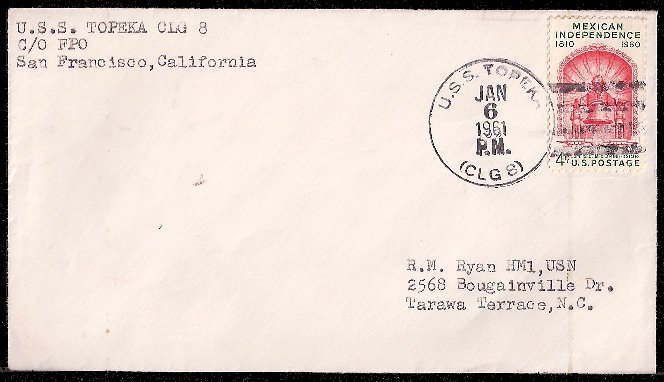 U.S.S. TOPEKA CLG 8
C/O FPO
San Francisco,California
MEXICAN
INDEPENDENCE
1810 1960
4¢
U.S. POSTAGE
U.S.S. TOPEKA
JAN
6
1961
P.M.
(CLG 8)
R.M. Ryan HM1,USN
2568 Bougainville Dr.
Tarawa Terrace,N.C.